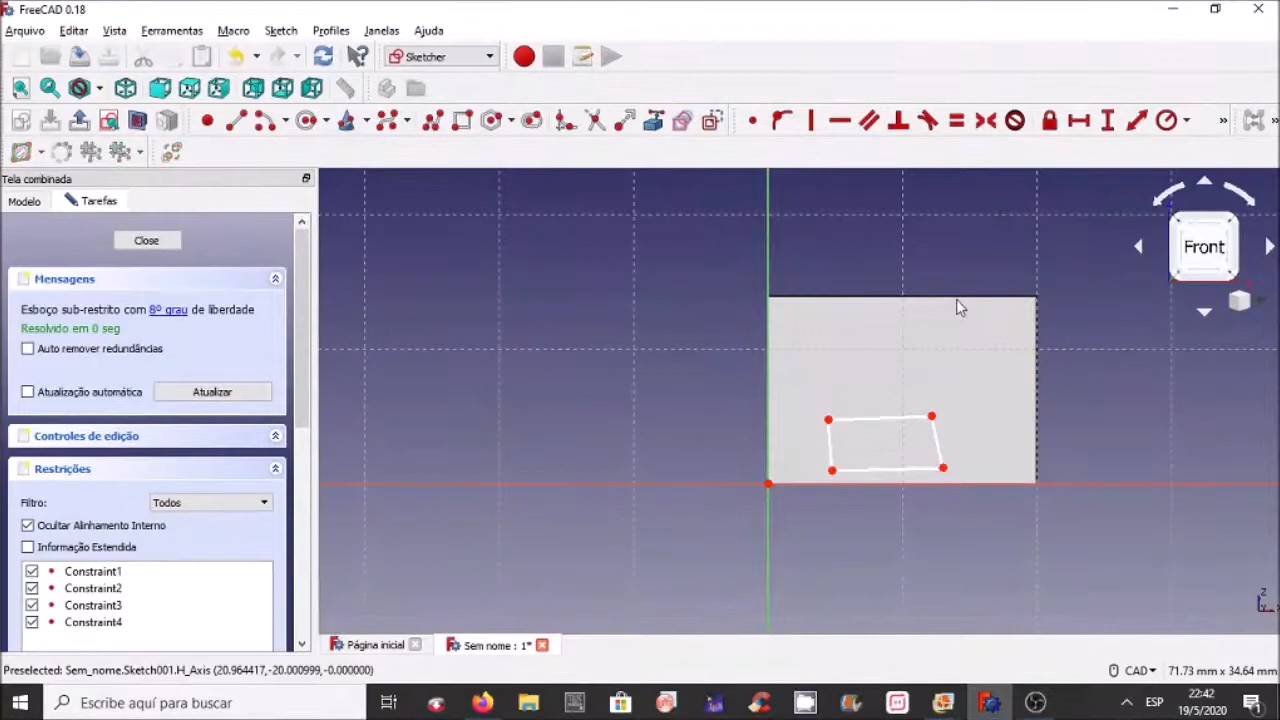 FreeCAD 0.18
Arquivo Editar Vista Ferramentas Macro Sketch Profiles Janelas Ajuda
Sketcher
Tela combinada
Modelo Tarefas
Close
Mensagens
Esboço sub-restrito com 8º grau de liberdade
Resolvido em 0 seg
Auto remover redundâncias
Atualização automática Atualizar
Controles de edição
Restrições
Filtro: Todos
Ocultar Alinhamento Interno
Informação Estendida
Constraint1
Constraint2
Constraint3
Constraint4
Front
Página inicial Sem nome : 1*
Preselected: Sem_nome.Sketch001.H_Axis (20.964417,-20.000999,-0.000000) CAD 71.73 mm x 34.64 mm
Escribe aquí para buscar
ESP
22:42
19/5/2020
1